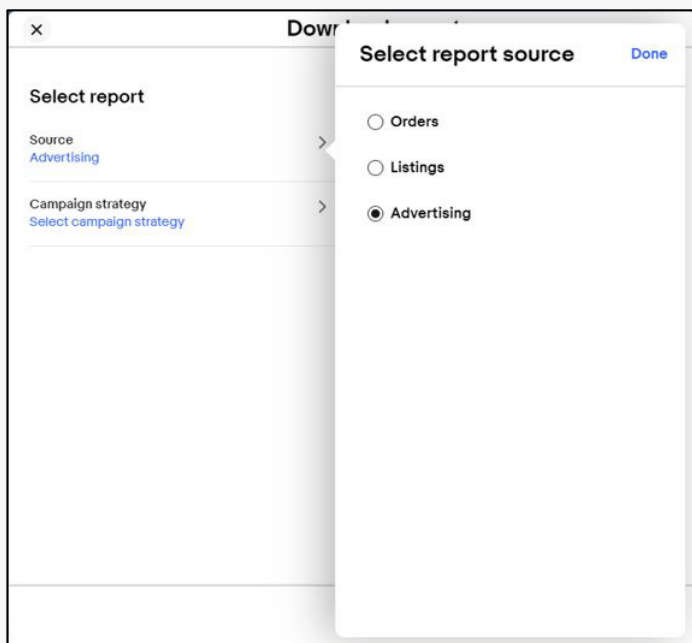 Select report
Source
Advertising
Campaign strategy
Select campaign strategy
Select report source
Done
Orders
Listings
Advertising